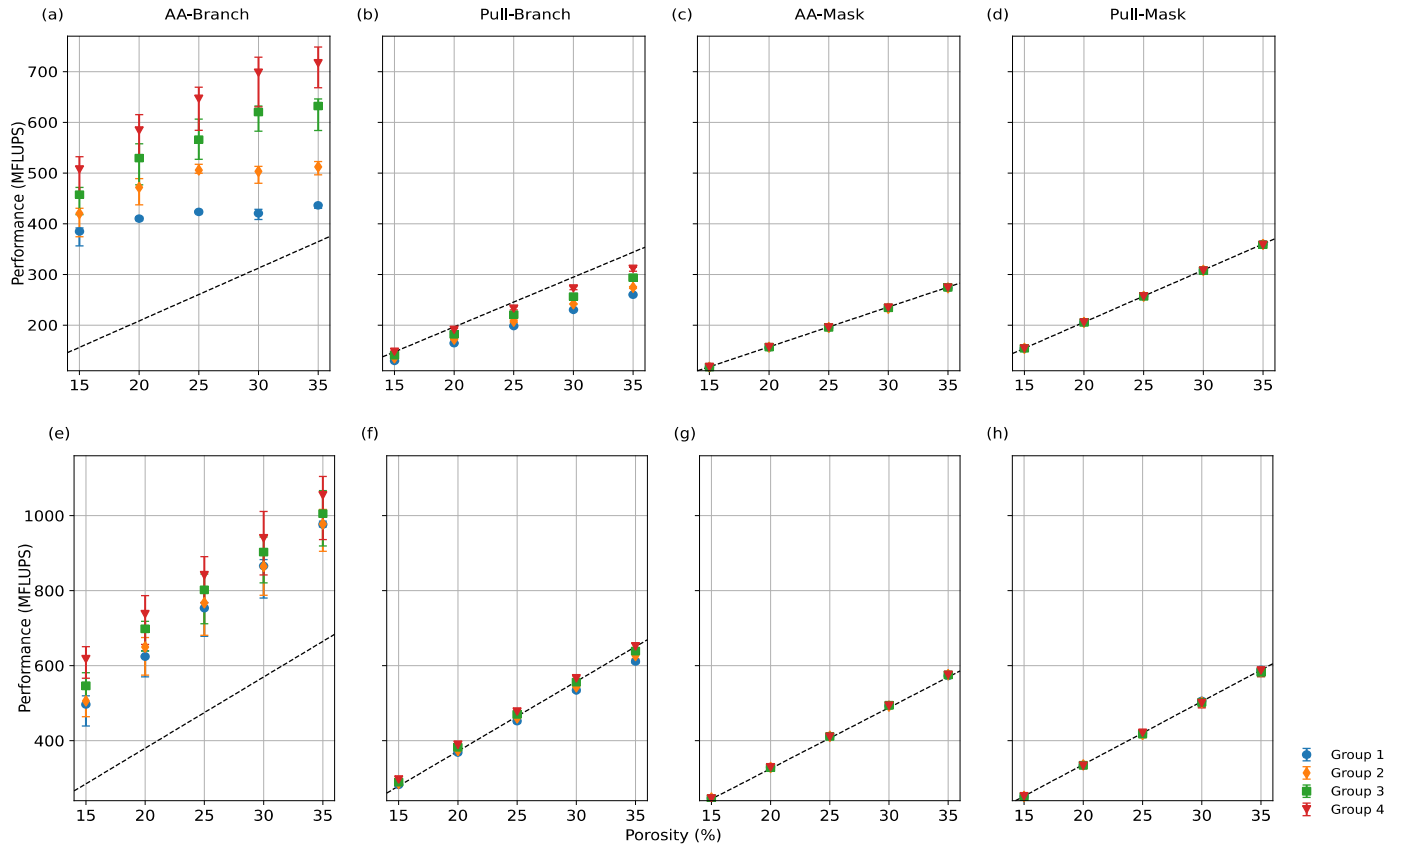 (a) AA-Branch (b) Pull-Branch (c) AA-Mask (d) Pull-Mask
Performance (MFLUPS)
700
600
500
400
300
200
15 20 25 30 35 15 20 25 30 35 15 20 25 30 35 15 20 25 30 35
(e) (f) (g) (h)
Performance (MFLUPS)
1000
800
600
400
15 20 25 30 35 15 20 25 30 35 15 20 25 30 35 15 20 25 30 35
Porosity (%)
Group 1
Group 2
Group 3
Group 4